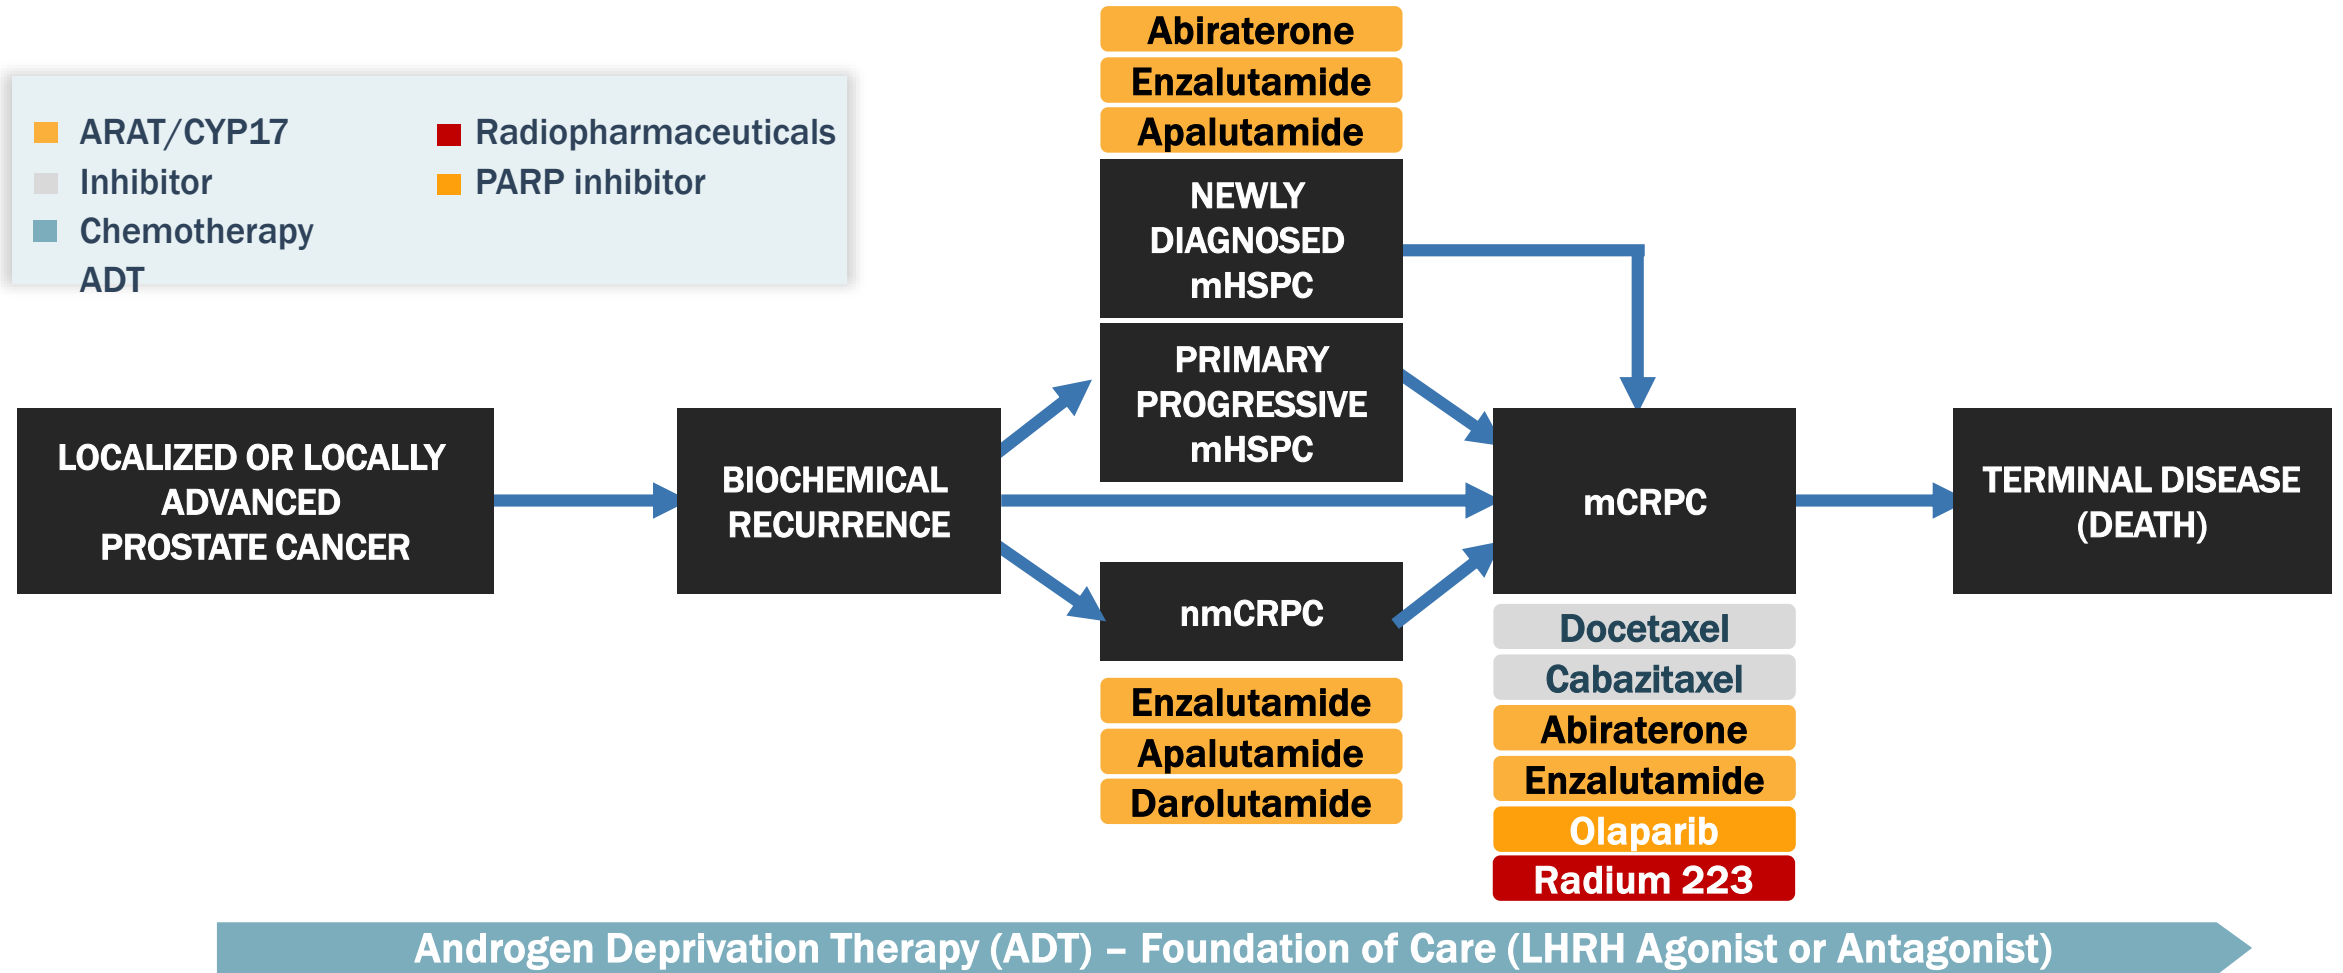 ARAT/CYP17
Inhibitor
Chemotherapy
ADT
Radiopharmaceuticals
PARP inhibitor
LOCALIZED OR LOCALLY
ADVANCED
PROSTATE CANCER
BIOCHEMICAL
RECURRENCE
Abiraterone
Enzalutamide
Apalutamide
NEWLY
DIAGNOSED
mHSPC
PRIMARY
PROGRESSIVE
mHSPC
nmCRPC
Enzalutamide
Apalutamide
Darolutamide
mCRPC
Docetaxel
Cabazitaxel
Abiraterone
Enzalutamide
Olaparib
Radium 223
TERMINAL DISEASE
(DEATH)
Androgen Deprivation Therapy (ADT) – Foundation of Care (LHRH Agonist or Antagonist)